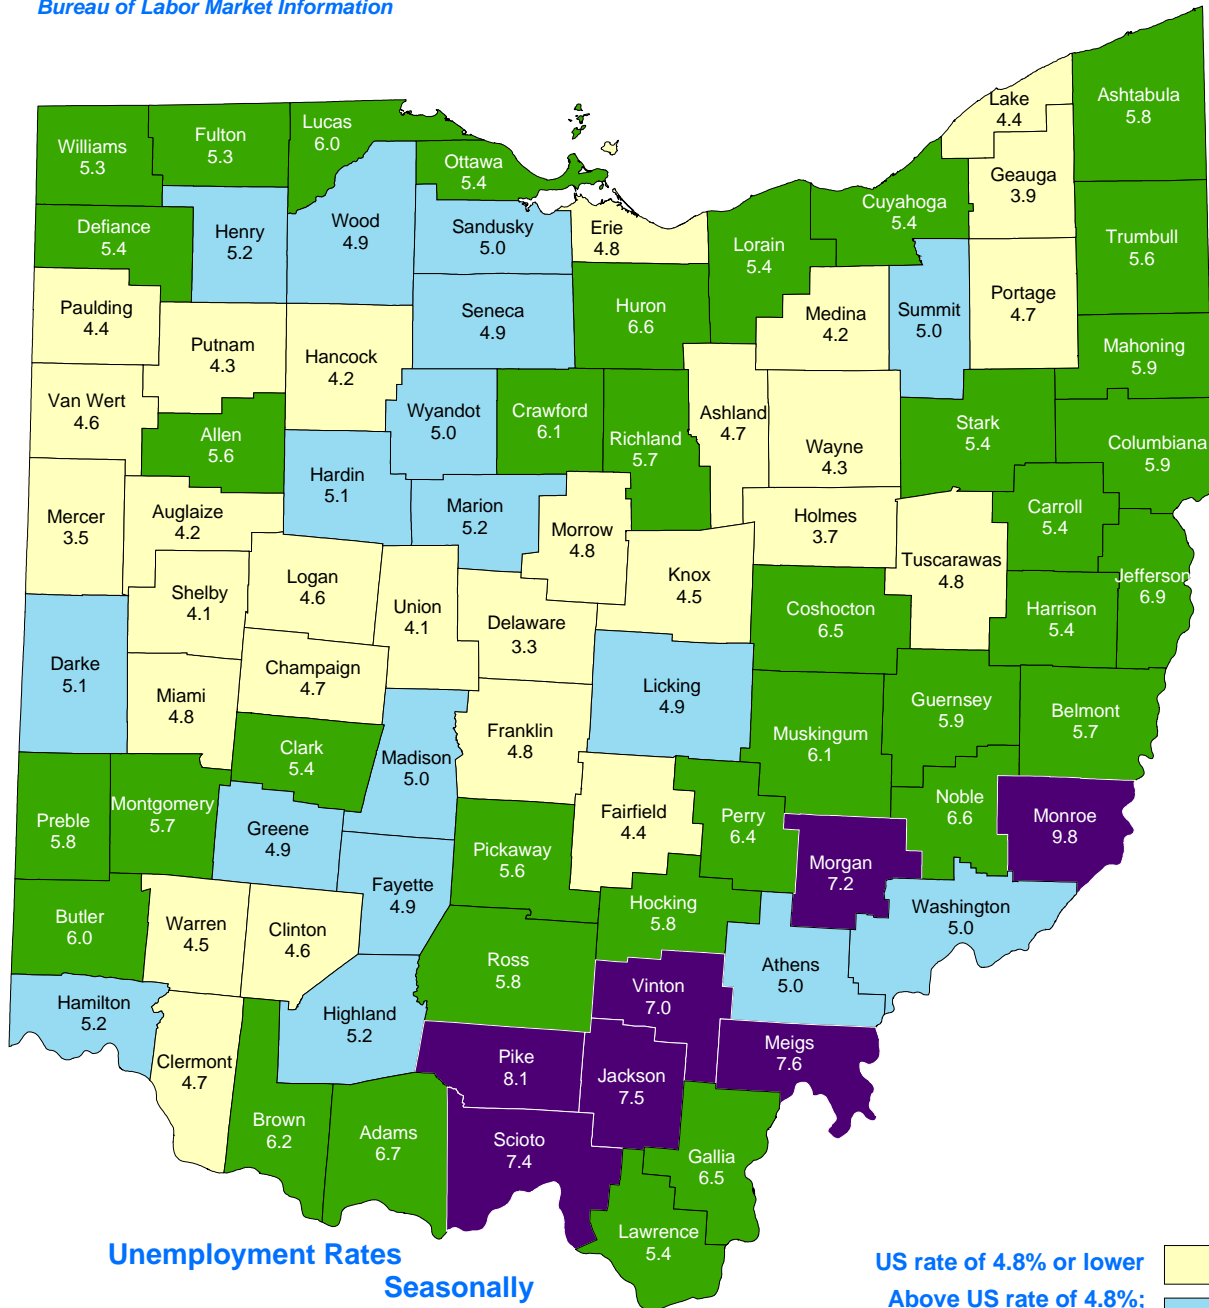 Bureau of Labor Market Information
Lake
4.4
Ashtabula
5.8
Lucas
6.0
Fulton
5.3
Williams
5.3
Ottawa
5.4
Geauga
3.9
Cuyahoga
5.4
Defiance
5.4
Henry
5.2
Wood
4.9
Sandusky
5.0
Erie
4.8
Lorain
5.4
Trumbull
5.6
Paulding
4.4
Putnam
4.3
Hancock
4.2
Seneca
4.9
Huron
6.6
Medina
4.2
Summit
5.0
Portage
4.7
Mahoning
5.9
Van Wert
4.6
Allen
5.6
Wyandot
5.0
Crawford
6.1
Richland
5.7
Ashland
4.7
Wayne
4.3
Stark
5.4
Columbiana
5.9
Hardin
5.1
Mercer
3.5
Auglaize
4.2
Marion
5.2
Morrow
4.8
Holmes
3.7
Carroll
5.4
Tuscarawas
4.8
Jefferson
6.9
Shelby
4.1
Logan
4.6
Union
4.1
Delaware
3.3
Knox
4.5
Coshocton
6.5
Harrison
5.4
Darke
5.1
Miami
4.8
Champaign
4.7
Licking
4.9
Guernsey
5.9
Belmont
5.7
Clark
5.4
Madison
5.0
Franklin
4.8
Muskingum
6.1
Preble
5.8
Montgomery
5.7
Greene
4.9
Fairfield
4.4
Perry
6.4
Noble
6.6
Monroe
9.8
Pickaway
5.6
Morgan
7.2
Fayette
4.9
Butler
6.0
Warren
4.5
Clinton
4.6
Hocking
5.8
Washington
5.0
Ross
5.8
Athens
5.0
Vinton
7.0
Hamilton
5.2
Highland
5.2
Clermont
4.7
Pike
8.1
Jackson
7.5
Meigs
7.6
Brown
6.2
Adams
6.7
Scioto
7.4
Gallia
6.5
Lawrence
5.4
Unemployment Rates
Seasonally
US rate of 4.8% or lower
Above US rate of 4.8%;